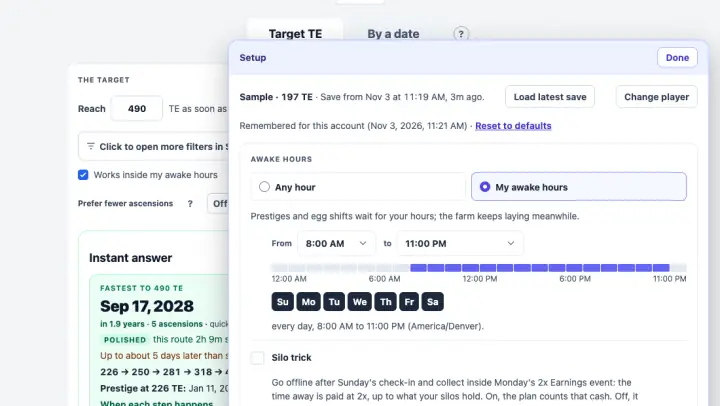 Target TE
By a date
?
Setup
Done
THE TARGET
Reach
490
TE as soon as
Sample · 197 TE · Save from Nov 3 at 11:19 AM, 3m ago.
Load latest save
Change player
Remembered for this account (Nov 3, 2026, 11:21 AM) · Reset to defaults
Click to open more filters in S
Works inside my awake hours
Prefer fewer ascensions
?
Off
AWAKE HOURS
Any hour
My awake hours
Prestiges and egg shifts wait for your hours; the farm keeps laying meanwhile.
From
8:00 AM
to
11:00 PM
12:00 AM
6:00 AM
12:00 PM
6:00 PM
11:00 PM
Su
Mo
Tu
We
Th
Fr
Sa
every day, 8:00 AM to 11:00 PM (America/Denver).
Instant answer
FASTEST TO 490 TE
Sep 17, 2028
in 1.9 years · 5 ascensions · quic
POLISHED this route 2h 9m s
Up to about 5 days later than s
226 → 250 → 281 → 318 → 4
Prestige at 226 TE: Jan 11, 20
When each step happens
Silo trick
Go offline after Sunday's check-in and collect inside Monday's 2x Earnings event: the
time away is paid at 2x, up to what your silos hold. On, the plan counts that cash. Off, it